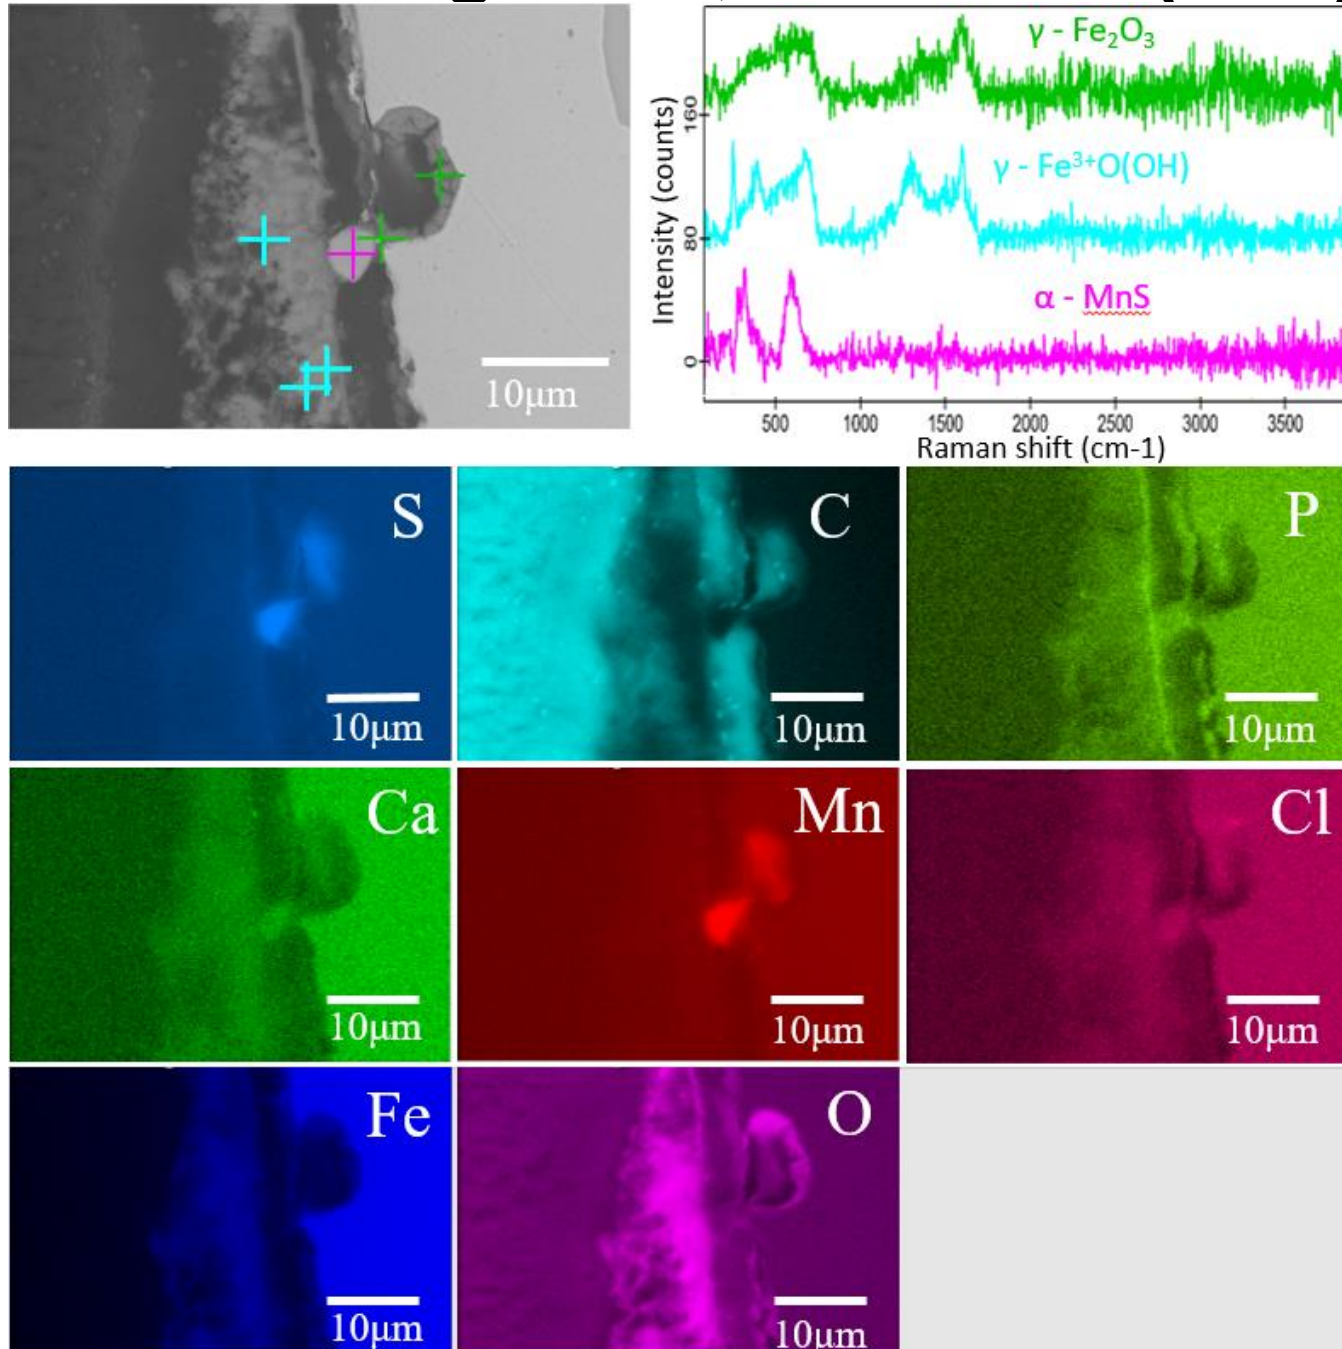 10μm
γ - Fe₂O₃
γ - Fe³⁺O(OH)
α - MnS
Intensity (counts)
160
80
0
500 1000 1500 2000 2500 3000 3500
Raman shift (cm-1)
S
10μm
C
10μm
P
10μm
Ca
10μm
Mn
10μm
Cl
10μm
Fe
10μm
O
10μm